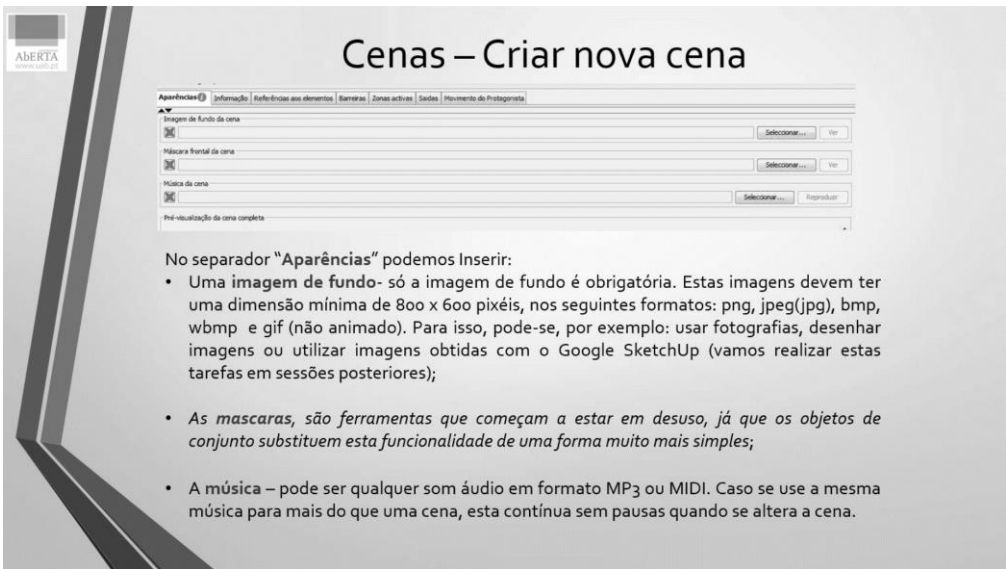 AbERTA
www.uab.pt
Cenas – Criar nova cena
Aparências Informação Referências aos elementos Barreiras Zonas activas Saídas Movimento do Protagonista
Imagem de fundo da cena
Seleccionar... Ver
Máscara frontal da cena
Seleccionar... Ver
Música da cena
Seleccionar... Reproduzir
Pré-visualização da cena completa
No separador “Aparências” podemos Inserir:
• Uma imagem de fundo- só a imagem de fundo é obrigatória. Estas imagens devem ter
uma dimensão mínima de 800 x 600 pixéis, nos seguintes formatos: png, jpeg(jpg), bmp,
wbmp e gif (não animado). Para isso, pode-se, por exemplo: usar fotografias, desenhar
imagens ou utilizar imagens obtidas com o Google SketchUp (vamos realizar estas
tarefas em sessões posteriores);
• As mascaras, são ferramentas que começam a estar em desuso, já que os objetos de
conjunto substituem esta funcionalidade de uma forma muito mais simples;
• A música – pode ser qualquer som áudio em formato MP3 ou MIDI. Caso se use a mesma
música para mais do que uma cena, esta contínua sem pausas quando se altera a cena.